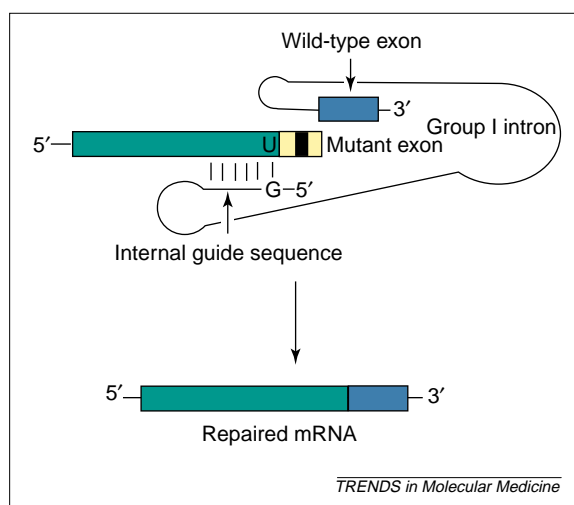 Wild-type exon
3′
Group I intron
5′ U Mutant exon
G 5′
Internal guide sequence
5′ 3′
Repaired mRNA
TRENDS in Molecular Medicine